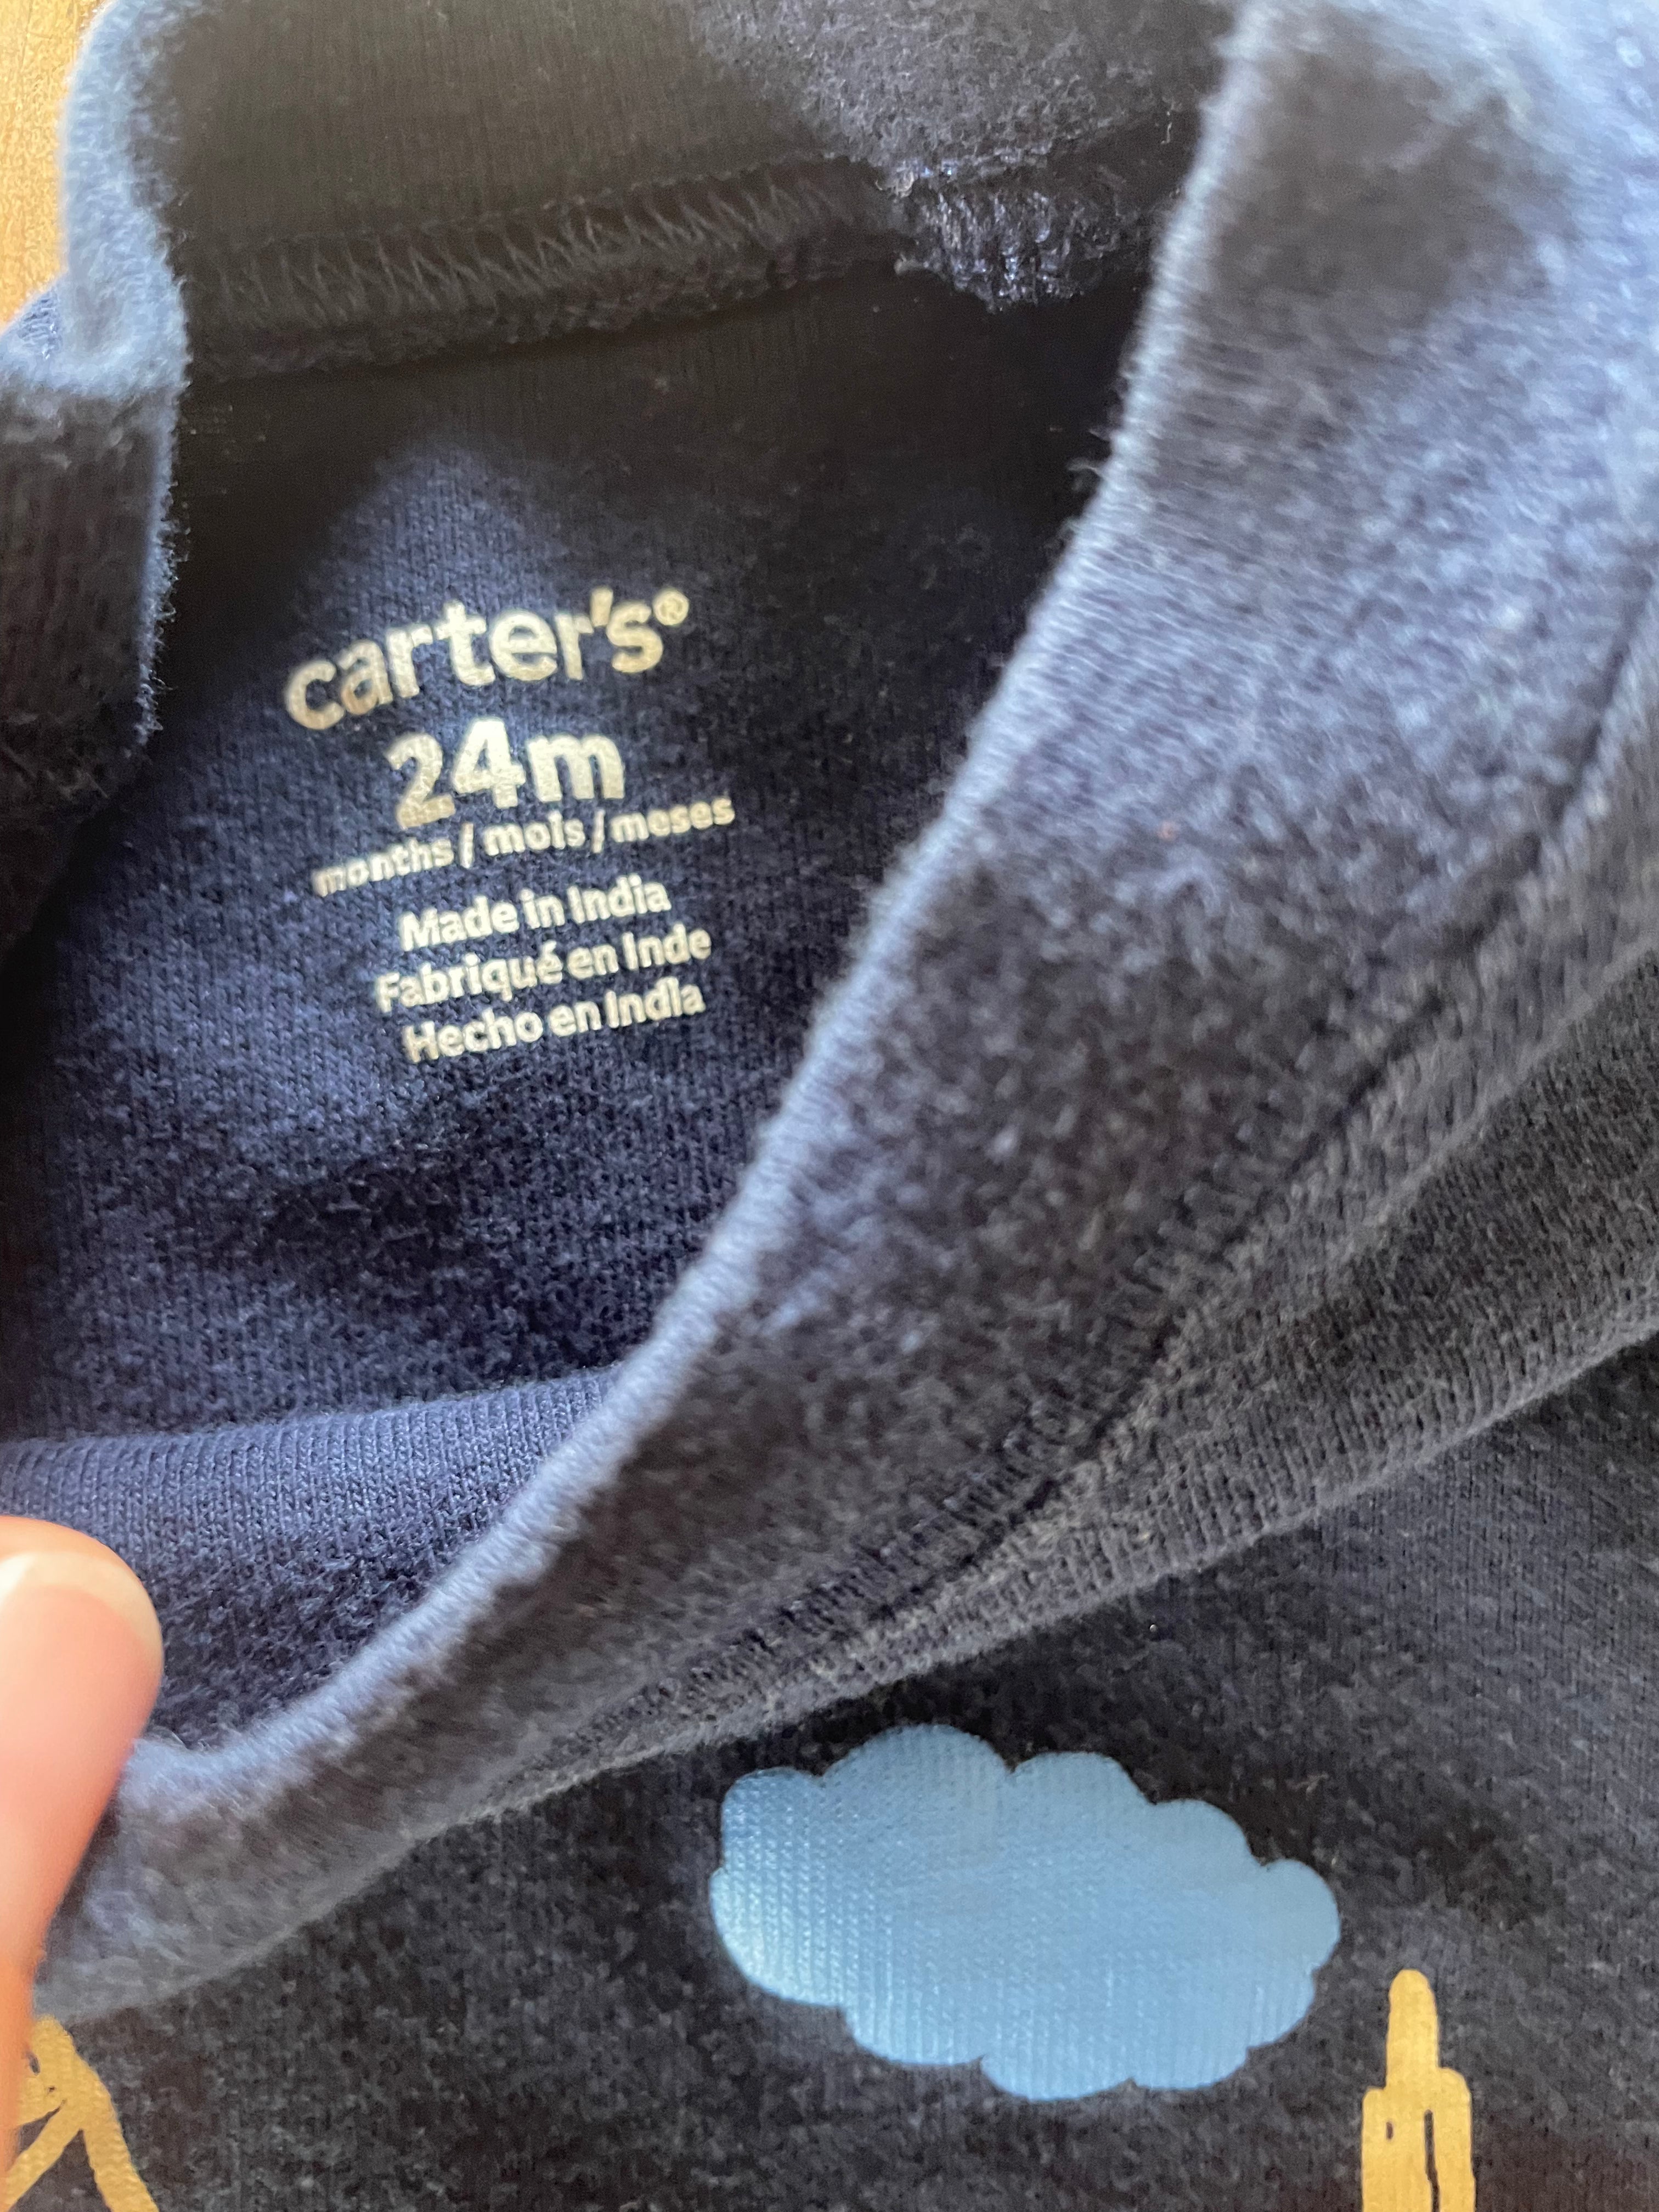 carter's®
24m
months / mois / meses
Made in India
Fabriqué en Inde
Hecho en India